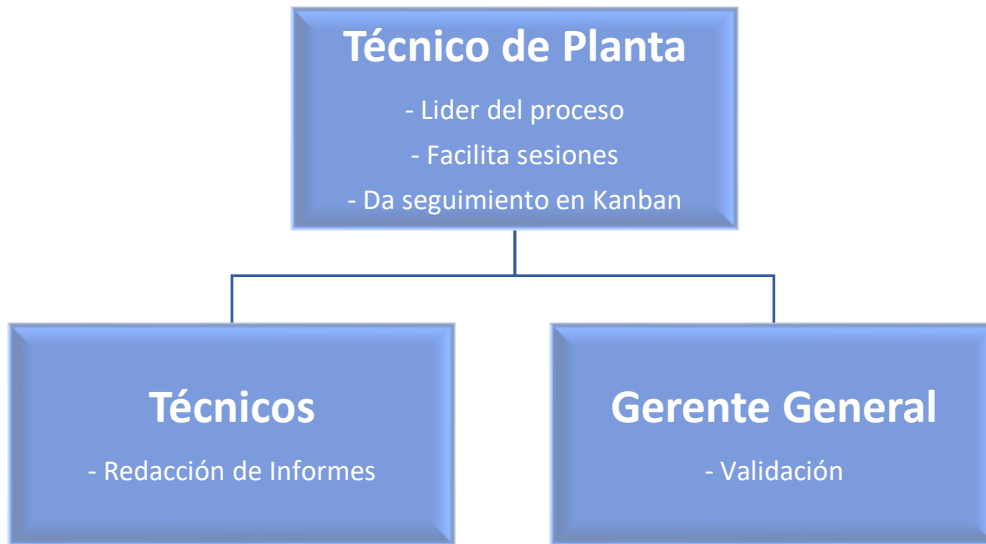 Técnico de Planta
- Lider del proceso
- Facilita sesiones
- Da seguimiento en Kanban
Técnicos
- Redacción de Informes
Gerente General
- Validación